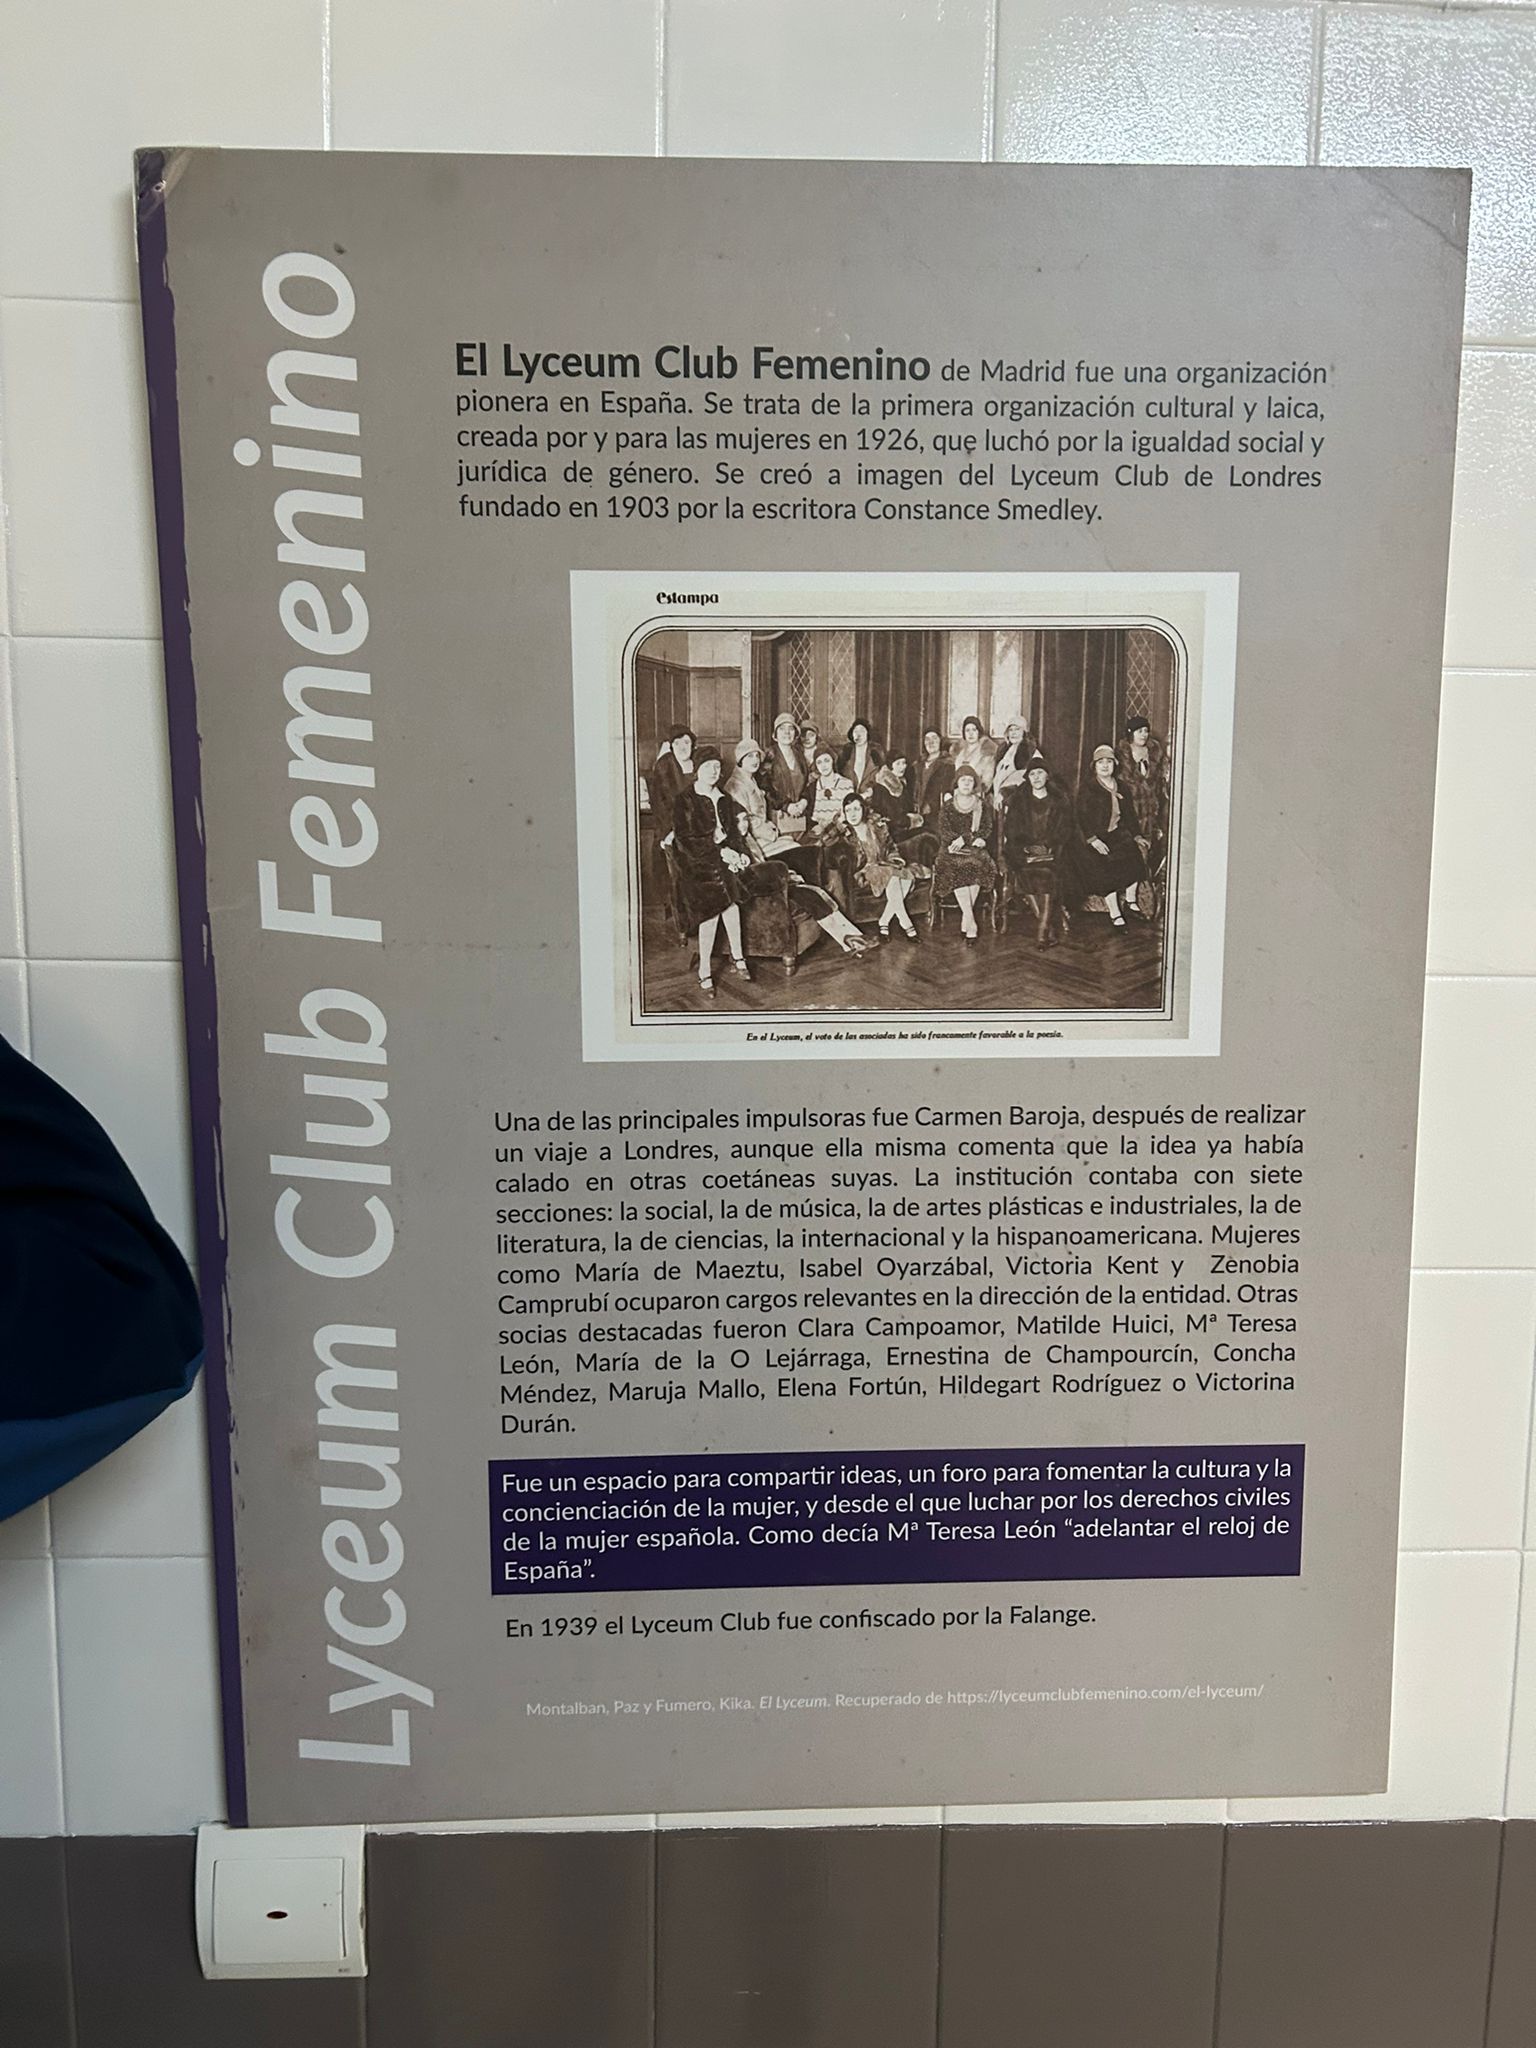 Lyceum Club Femenino
El Lyceum Club Femenino de Madrid fue una organización
pionera en España. Se trata de la primera organización cultural y laica,
creada por y para las mujeres en 1926, que luchó por la igualdad social y
jurídica de género. Se creó a imagen del Lyceum Club de Londres
fundado en 1903 por la escritora Constance Smedley.
estampa
En el Lyceum, el voto de las asociadas ha sido francamente favorable a la poesía.
Una de las principales impulsoras fue Carmen Baroja, después de realizar
un viaje a Londres, aunque ella misma comenta que la idea ya había
calado en otras coetáneas suyas. La institución contaba con siete
secciones: la social, la de música, la de artes plásticas e industriales, la de
literatura, la de ciencias, la internacional y la hispanoamericana. Mujeres
como María de Maeztu, Isabel Oyarzábal, Victoria Kent y Zènobia
Camprubí ocuparon cargos relevantes en la dirección de la entidad. Otras
socias destacadas fueron Clara Campoamor, Matilde Huici, Mª Teresa
León, María de la O Lejárraga, Ernestina de Champourcín, Concha
Méndez, Maruja Mallo, Elena Fortún, Hildegart Rodríguez o Victorina
Durán.
Fue un espacio para compartir ideas, un foro para fomentar la cultura y la
concienciación de la mujer, y desde el que luchar por los derechos civiles
de la mujer española. Como decía Mª Teresa León “adelantar el reloj de
España”.
En 1939 el Lyceum Club fue confiscado por la Falange.
Montalban, Paz y Fumero, Kika. El Lyceum. Recuperado de https://lyceumclubfemenino.com/el-lyceum/